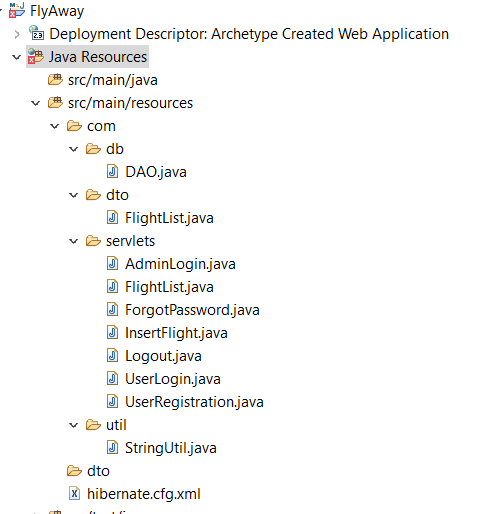 FlyAway
Deployment Descriptor: Archetype Created Web Application
Java Resources
src/main/java
src/main/resources
com
db
DAO.java
dto
FlightList.java
servlets
AdminLogin.java
FlightList.java
ForgotPassword.java
InsertFlight.java
Logout.java
UserLogin.java
UserRegistration.java
util
StringUtil.java
dto
hibernate.cfg.xml